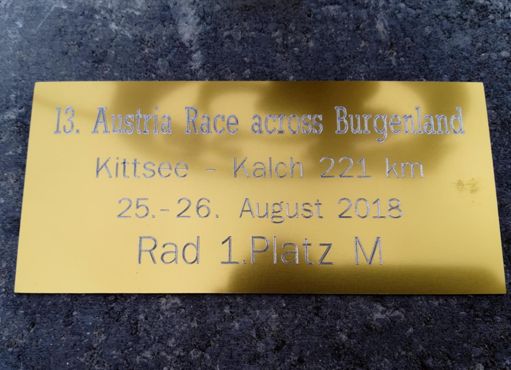 13. Austria Race across Burgenland
Kittsee - Kalch 221 km
25.-26. August 2018
Rad 1.Platz M